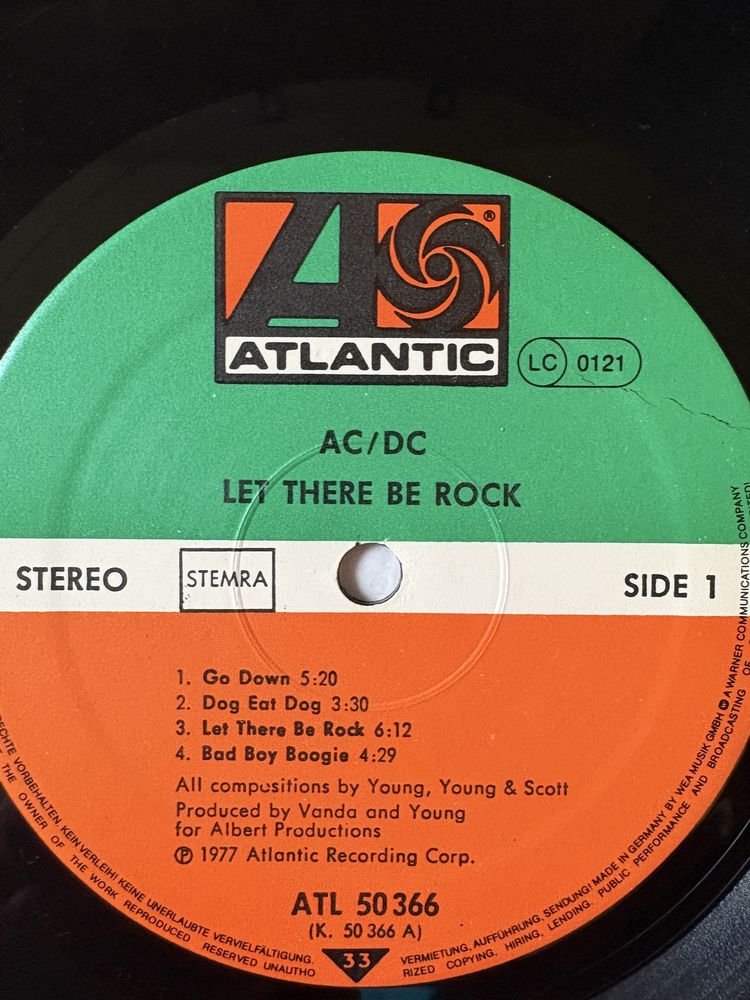 ATLANTIC ®
LC 0121
AC/DC
LET THERE BE ROCK
STEREO STEMRA SIDE 1
1. Go Down 5:20
2. Dog Eat Dog 3:30
3. Let There Be Rock 6:12
4. Bad Boy Boogie 4:29
All compositions by Young, Young & Scott
Produced by Vanda and Young
for Albert Productions
℗ 1977 Atlantic Recording Corp.
ATL 50 366
(K. 50 366 A)
33
RECHTE VORBEHALTEN. KEIN VERLEIH! KEINE UNERLAUBTE VERVIELFÄLTIGUNG.
THE OWNER OF THE WORK REPRODUCED RESERVED UNAUTHO
VERMIETUNG, AUFFÜHRUNG, SENDUNG! MADE IN GERMANY BY WEA MUSIK GMBH A WARNER COMMUNICATIONS COMPANY
RIZED COPYING, HIRING, LENDING. PUBLIC PERFORMANCE AND BROADCASTING OF